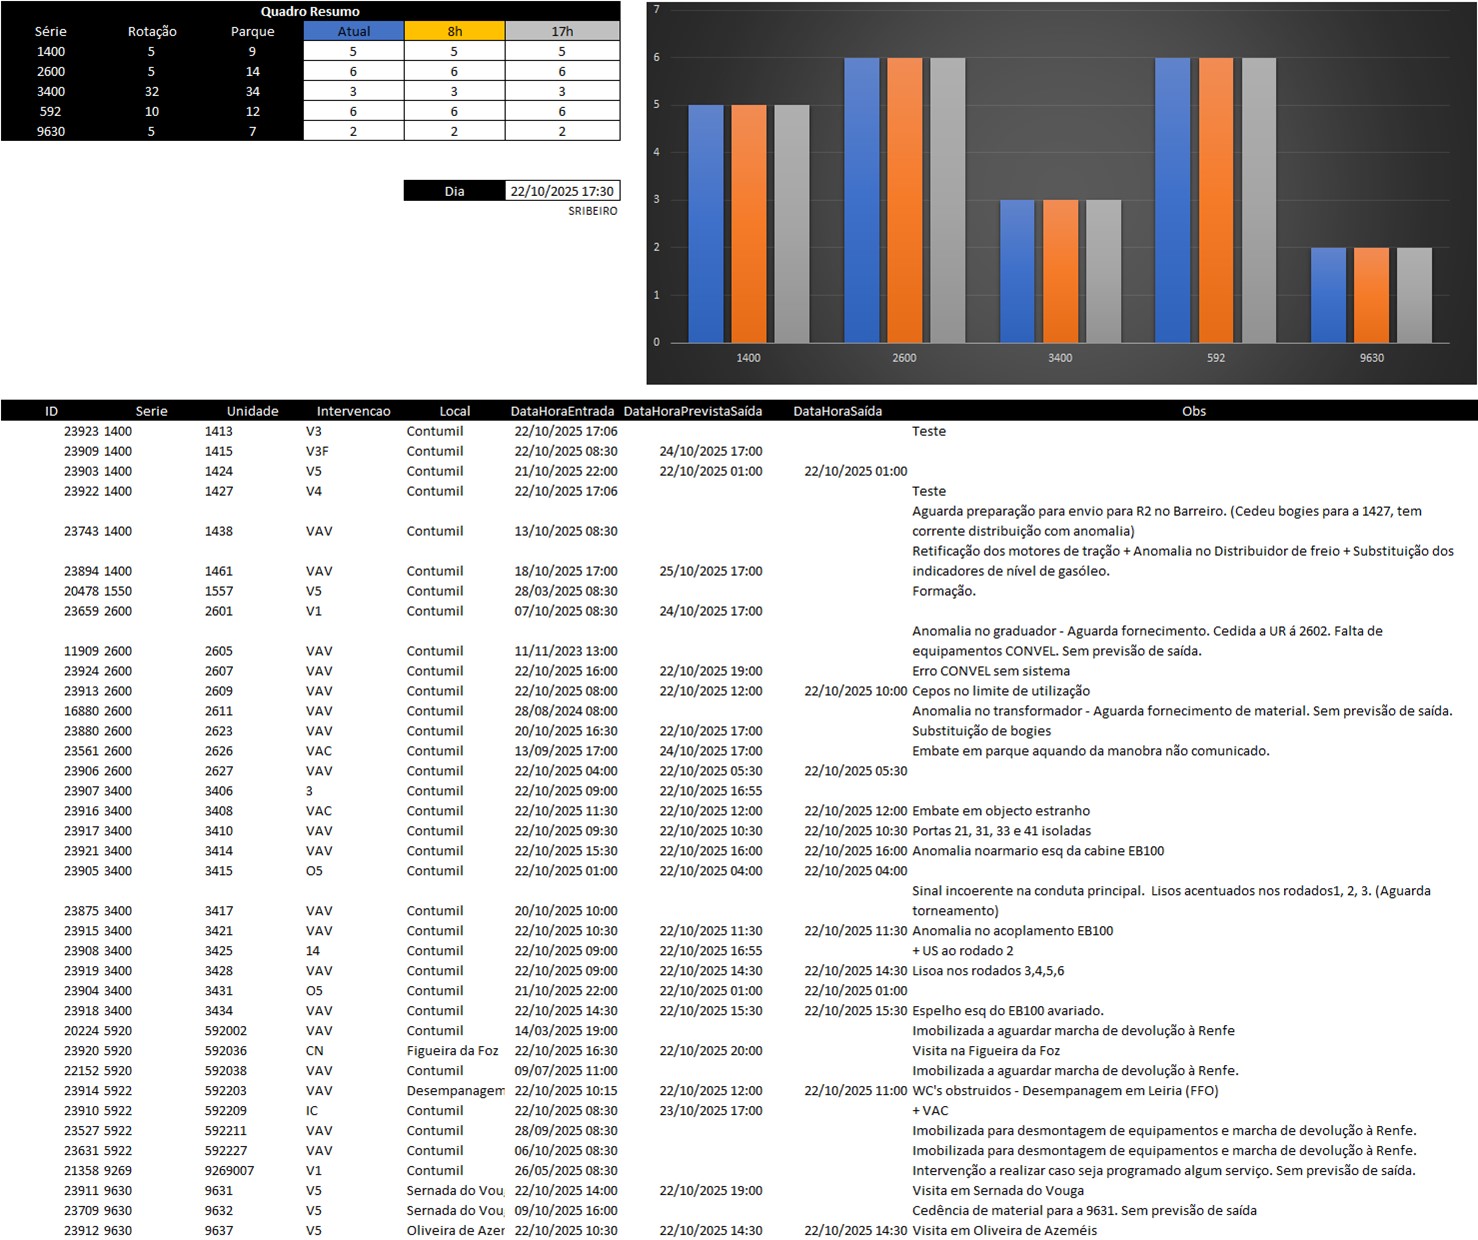 Quadro Resumo
Série Rotação Parque Atual 8h 17h
1400 5 9 5 5 5
2600 5 14 6 6 6
3400 32 34 3 3 3
592 10 12 6 6 6
9630 5 7 2 2 2
Dia 22/10/2025 17:30
SRIBEIRO
7
6
5
4
3
2
1
0
1400 2600 3400 592 9630
ID Serie Unidade Intervencao Local DataHoraEntrada DataHoraPrevistaSaída DataHoraSaída Obs
23923 1400 1413 V3 Contumil 22/10/2025 17:06 Teste
23909 1400 1415 V3F Contumil 22/10/2025 08:30 24/10/2025 17:00
23903 1400 1424 V5 Contumil 21/10/2025 22:00 22/10/2025 01:00 22/10/2025 01:00
23922 1400 1427 V4 Contumil 22/10/2025 17:06 Teste
Aguarda preparação para envio para R2 no Barreiro. (Cedeu bogies para a 1427, tem
23743 1400 1438 VAV Contumil 13/10/2025 08:30 corrente distribuição com anomalia)
Retificação dos motores de tração + Anomalia no Distribuidor de freio + Substituição dos
23894 1400 1461 VAV Contumil 18/10/2025 17:00 25/10/2025 17:00 indicadores de nível de gasóleo.
20478 1550 1557 V5 Contumil 28/03/2025 08:30 Formação.
23659 2600 2601 V1 Contumil 07/10/2025 08:30 24/10/2025 17:00
Anomalia no graduador - Aguarda fornecimento. Cedida a UR á 2602. Falta de
11909 2600 2605 VAV Contumil 11/11/2023 13:00 equipamentos CONVEL. Sem previsão de saída.
23924 2600 2607 VAV Contumil 22/10/2025 16:00 22/10/2025 19:00 Erro CONVEL sem sistema
23913 2600 2609 VAV Contumil 22/10/2025 08:00 22/10/2025 12:00 22/10/2025 10:00 Cepos no limite de utilização
16880 2600 2611 VAV Contumil 28/08/2024 08:00 Anomalia no transformador - Aguarda fornecimento de material. Sem previsão de saída.
23880 2600 2623 VAV Contumil 20/10/2025 16:30 22/10/2025 17:00 Substituição de bogies
23561 2600 2626 VAC Contumil 13/09/2025 17:00 24/10/2025 17:00 Embate em parque aquando da manobra não comunicado.
23906 2600 2627 VAV Contumil 22/10/2025 04:00 22/10/2025 05:30 22/10/2025 05:30
23907 3400 3406 3 Contumil 22/10/2025 09:00 22/10/2025 16:55
23916 3400 3408 VAC Contumil 22/10/2025 11:30 22/10/2025 12:00 22/10/2025 12:00 Embate em objecto estranho
23917 3400 3410 VAV Contumil 22/10/2025 09:30 22/10/2025 10:30 22/10/2025 10:30 Portas 21, 31, 33 e 41 isoladas
23921 3400 3414 VAV Contumil 22/10/2025 15:30 22/10/2025 16:00 22/10/2025 16:00 Anomalia noarmario esq da cabine EB100
23905 3400 3415 O5 Contumil 22/10/2025 01:00 22/10/2025 04:00 22/10/2025 04:00
Sinal incoerente na conduta principal. Lisos acentuados nos rodados1, 2, 3. (Aguarda
23875 3400 3417 VAV Contumil 20/10/2025 10:00 torneamento)
23915 3400 3421 VAV Contumil 22/10/2025 10:30 22/10/2025 11:30 22/10/2025 11:30 Anomalia no acoplamento EB100
23908 3400 3425 14 Contumil 22/10/2025 09:00 22/10/2025 16:55 + US ao rodado 2
23919 3400 3428 VAV Contumil 22/10/2025 09:00 22/10/2025 14:30 22/10/2025 14:30 Lisoa nos rodados 3,4,5,6
23904 3400 3431 O5 Contumil 21/10/2025 22:00 22/10/2025 01:00 22/10/2025 01:00
23918 3400 3434 VAV Contumil 22/10/2025 14:30 22/10/2025 15:30 22/10/2025 15:30 Espelho esq do EB100 avariado.
20224 5920 592002 VAV Contumil 14/03/2025 19:00 Imobilizada a aguardar marcha de devolução à Renfe
23920 5920 592036 CN Figueira da Foz 22/10/2025 16:30 22/10/2025 20:00 Visita na Figueira da Foz
22152 5920 592038 VAV Contumil 09/07/2025 11:00 Imobilizada a aguardar marcha de devolução à Renfe.
23914 5922 592203 VAV Desempanagem 22/10/2025 10:15 22/10/2025 12:00 22/10/2025 11:00 WC's obstruidos - Desempanagem em Leiria (FFO)
23910 5922 592209 IC Contumil 22/10/2025 08:30 23/10/2025 17:00 + VAC
23527 5922 592211 VAV Contumil 28/09/2025 08:30 Imobilizada para desmontagem de equipamentos e marcha de devolução à Renfe.
23631 5922 592227 VAV Contumil 06/10/2025 08:30 Imobilizada para desmontagem de equipamentos e marcha de devolução à Renfe.
21358 9269 9269007 V1 Contumil 26/05/2025 08:30 Intervenção a realizar caso seja programado algum serviço. Sem previsão de saída.
23911 9630 9631 V5 Sernada do Vou 22/10/2025 14:00 22/10/2025 19:00 Visita em Sernada do Vouga
23709 9630 9632 V5 Sernada do Vou 09/10/2025 16:00 Cedência de material para a 9631. Sem previsão de saída
23912 9630 9637 V5 Oliveira de Azer 22/10/2025 10:30 22/10/2025 14:30 22/10/2025 14:30 Visita em Oliveira de Azeméis